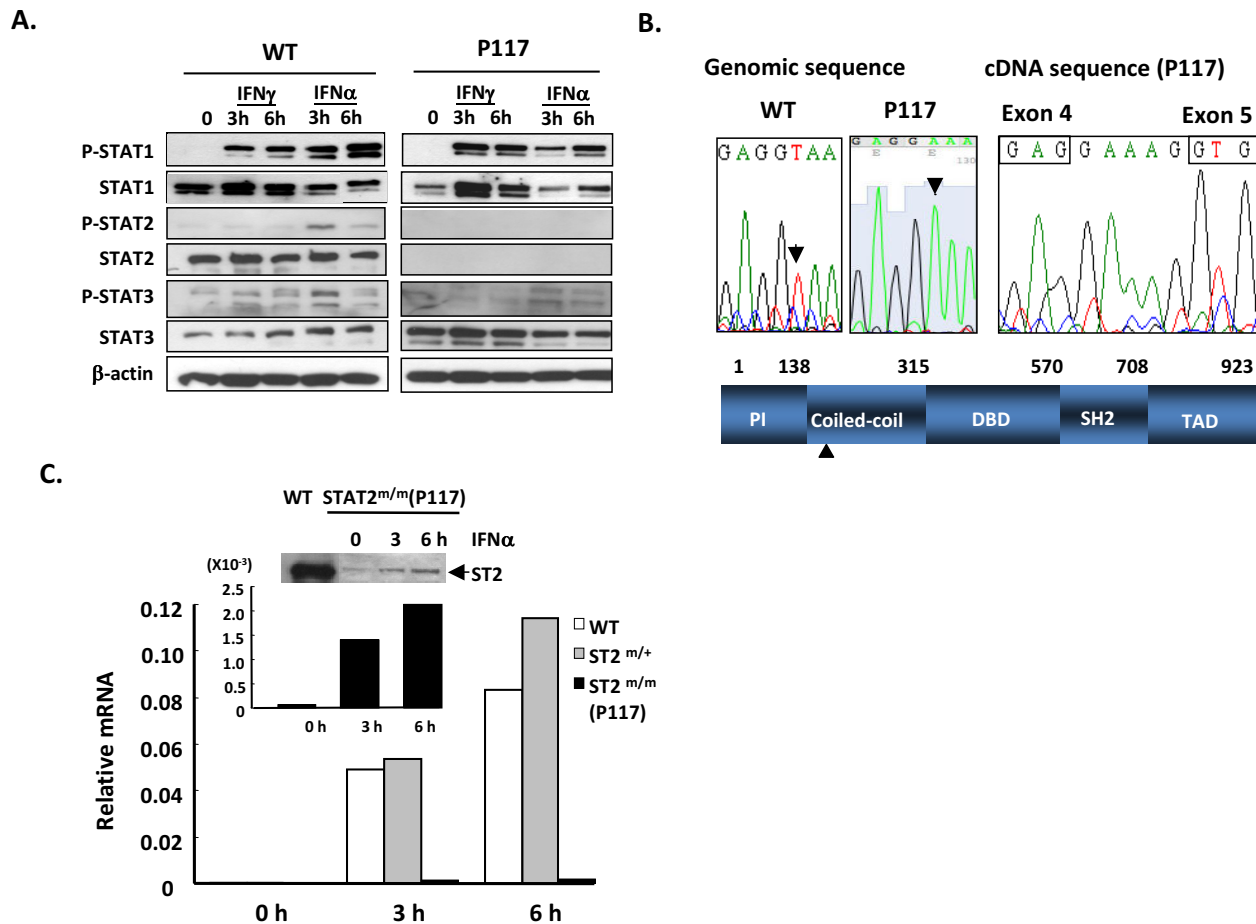 A.
WT
P117
IFNγ IFNα
0 3h 6h 3h 6h
IFNγ IFNα
0 3h 6h 3h 6h
P-STAT1
STAT1
P-STAT2
STAT2
P-STAT3
STAT3
β-actin
B.
Genomic sequence
cDNA sequence (P117)
WT
P117
Exon 4
Exon 5
G A G G T A A
G A G G A A A
E E 130
G A G G A A A G G T G
1 138 315 570 708 923
PI Coiled-coil DBD SH2 TAD
C.
WT STAT2m/m(P117)
0 3 6 h IFNα
ST2
(X10-3)
2.5
2.0
1.5
1.0
0.5
0
0 h 3 h 6 h
Relative mRNA
0.12
0.10
0.08
0.06
0.04
0.02
0
0 h 3 h 6 h
WT
ST2 m/+
ST2 m/m
(P117)